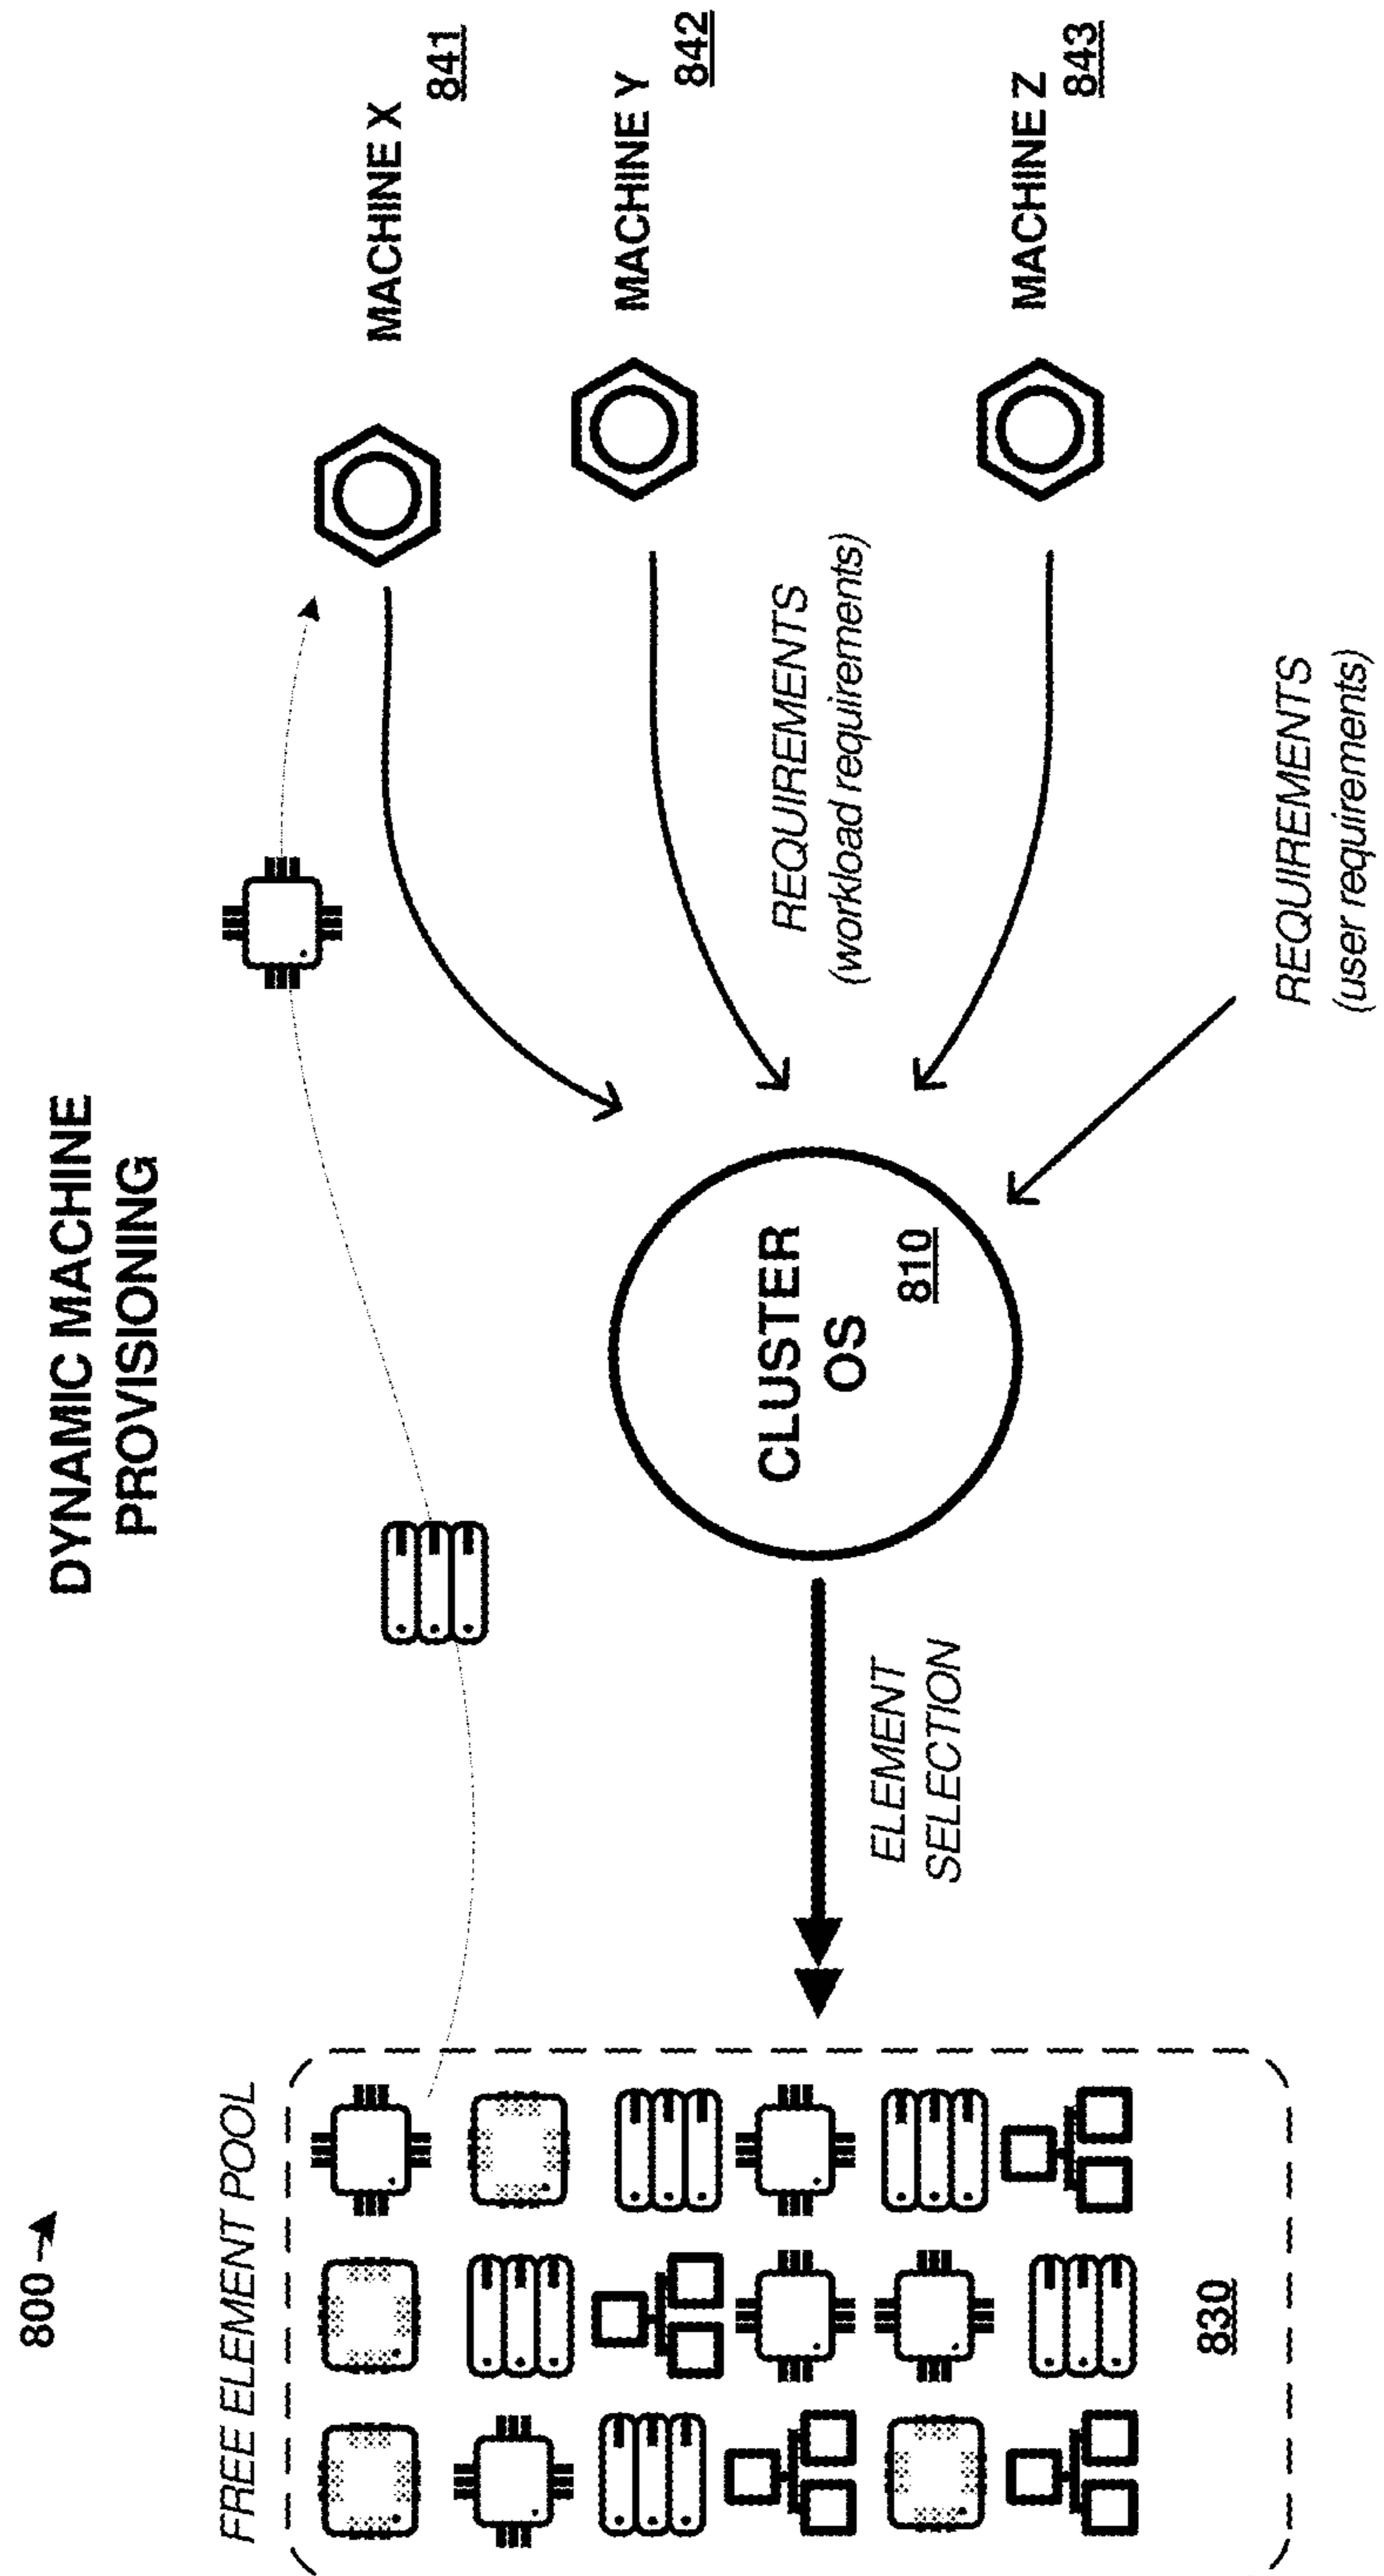 800
DYNAMIC MACHINE
PROVISIONING
FREE ELEMENT POOL
830
ELEMENT
SELECTION
CLUSTER
OS
810
MACHINE X
841
MACHINE Y
842
REQUIREMENTS
(workload requirements)
MACHINE Z
843
REQUIREMENTS
(user requirements)